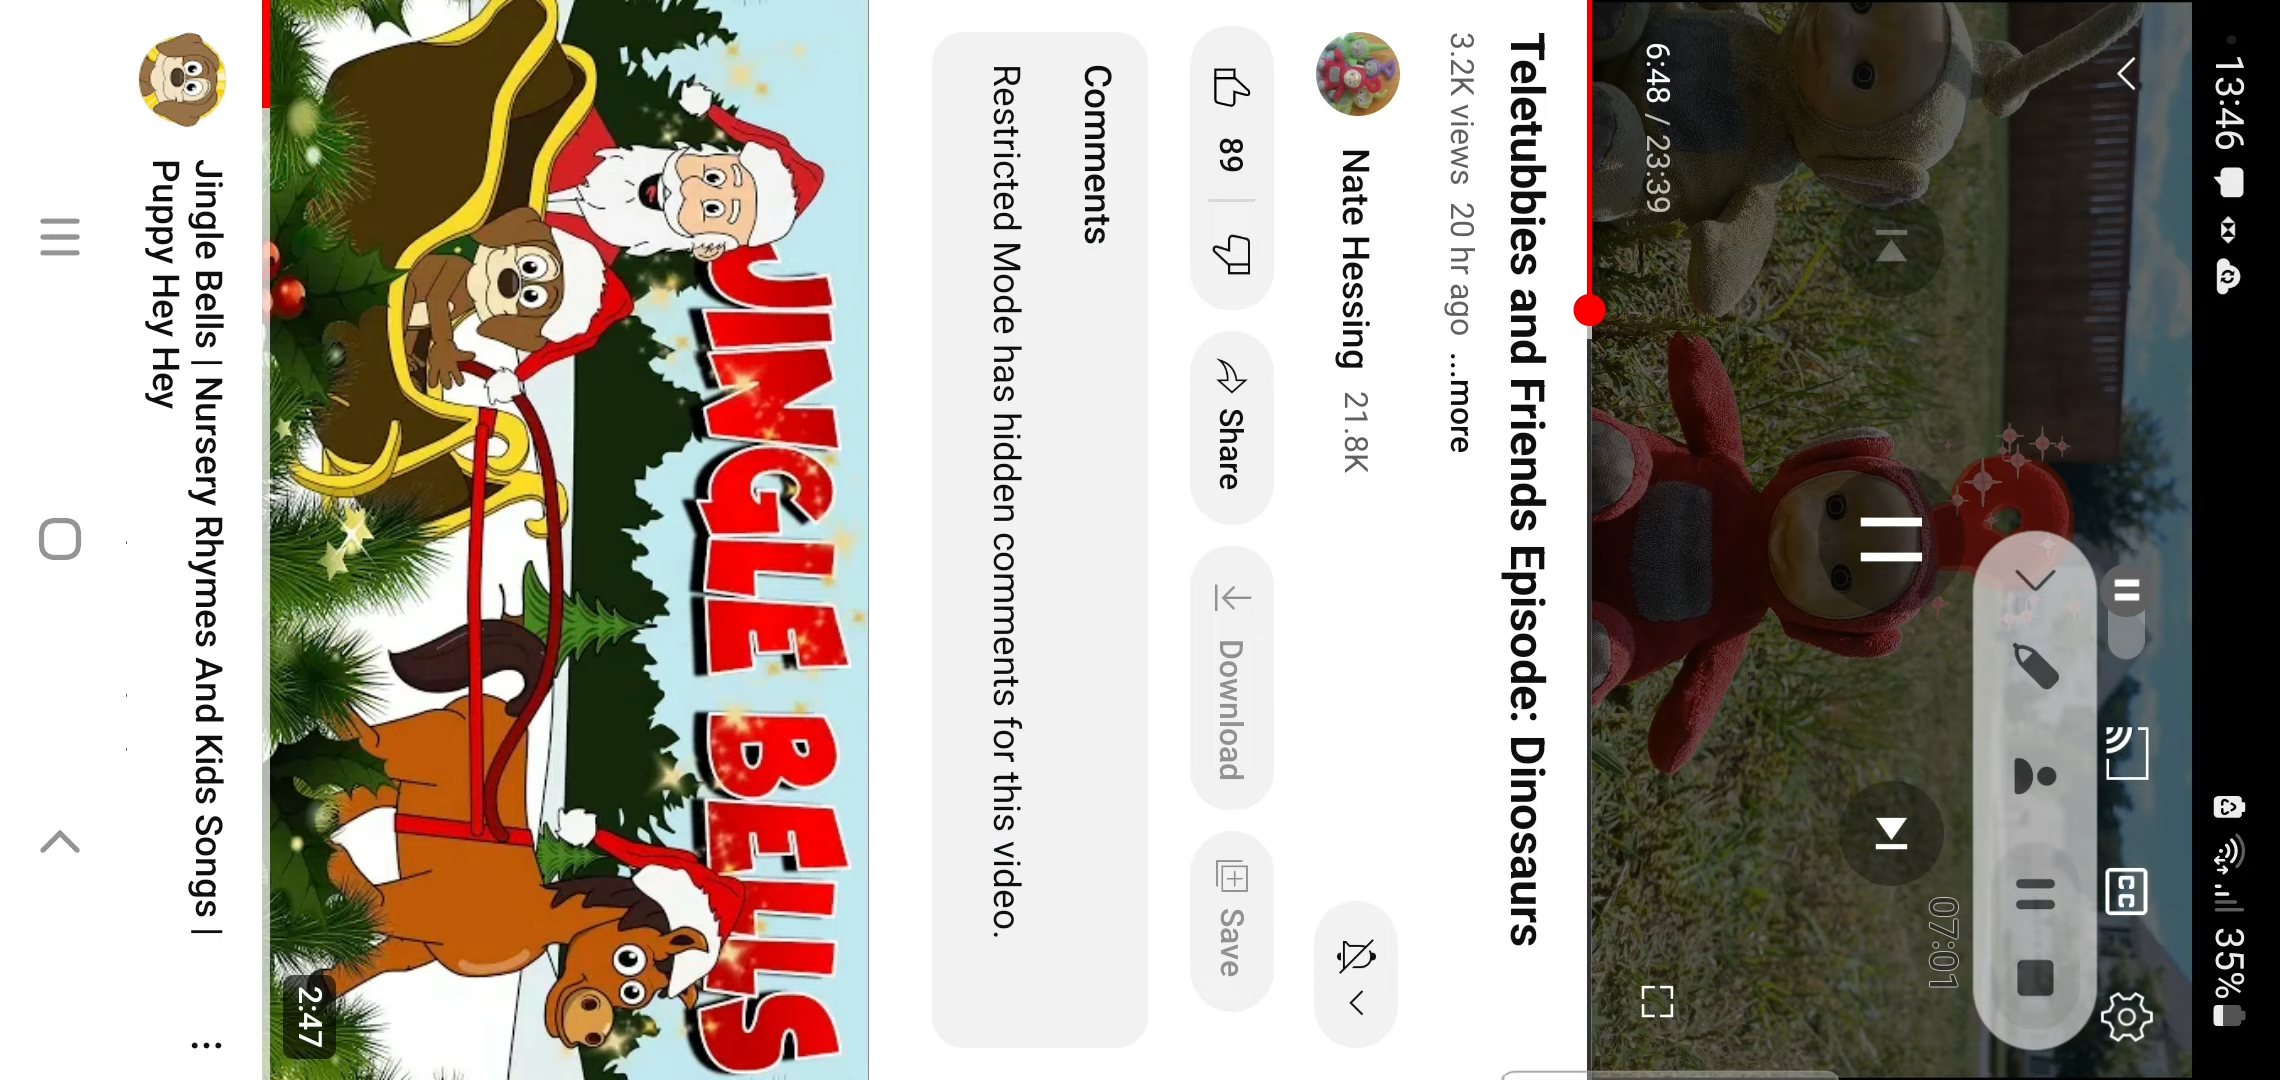 13:46
35%
CC
07:01
6:48 / 23:39
Teletubbies and Friends Episode: Dinosaurs
3.2K views 20 hr ago ...more
Nate Hessing 21.8K
89
Share
Download
Save
Comments
Restricted Mode has hidden comments for this video.
JINGLE BELLS
2:47
Jingle Bells | Nursery Rhymes And Kids Songs |
Puppy Hey Hey